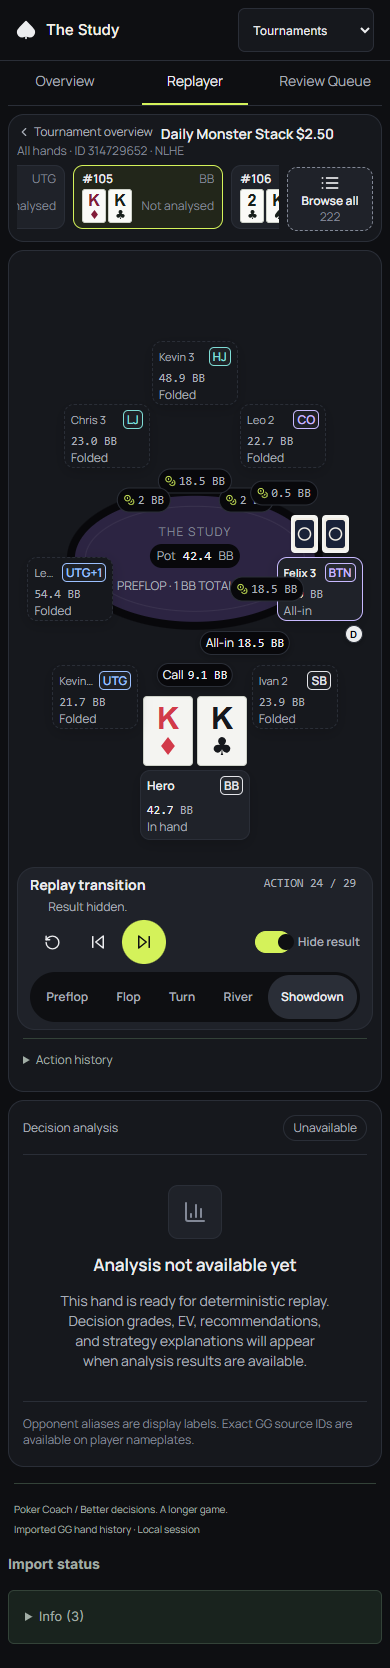 The Study
Tournaments
Overview
Replayer
Review Queue
Tournament overview
Daily Monster Stack $2.50
All hands · ID 314729652 · NLHE
UTG
nalysed
#105
BB
K
K
Not analysed
#106
2
K
Browse all
222
Kevin 3
HJ
48.9 BB
Folded
Chris 3
LJ
23.0 BB
Folded
Leo 2
CO
22.7 BB
Folded
18.5 BB
2 BB
2
0.5 BB
THE STUDY
Pot 42.4 BB
PREFLOP · 1 BB TOTAL
18.5 BB
Le...
UTG+1
54.4 BB
Folded
Felix 3
BTN
BB
All-in
D
All-in 18.5 BB
Call 9.1 BB
Kevin...
UTG
21.7 BB
Folded
Ivan 2
SB
23.9 BB
Folded
K
K
Hero
BB
42.7 BB
In hand
Replay transition
ACTION 24 / 29
Result hidden.
Hide result
Preflop
Flop
Turn
River
Showdown
Action history
Decision analysis
Unavailable
Analysis not available yet
This hand is ready for deterministic replay.
Decision grades, EV, recommendations,
and strategy explanations will appear
when analysis results are available.
Opponent aliases are display labels. Exact GG source IDs are
available on player nameplates.
Poker Coach / Better decisions. A longer game.
Imported GG hand history · Local session
Import status
Info (3)